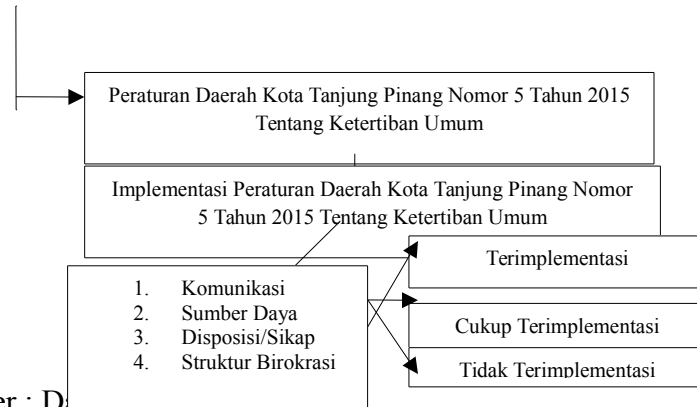 Peraturan Daerah Kota Tanjung Pinang Nomor 5 Tahun 2015
Tentang Ketertiban Umum
Implementasi Peraturan Daerah Kota Tanjung Pinang Nomor
5 Tahun 2015 Tentang Ketertiban Umum
1. Komunikasi
2. Sumber Daya
3. Disposisi/Sikap
4. Struktur Birokrasi
Terimplementasi
Cukup Terimplementasi
Tidak Terimplementasi